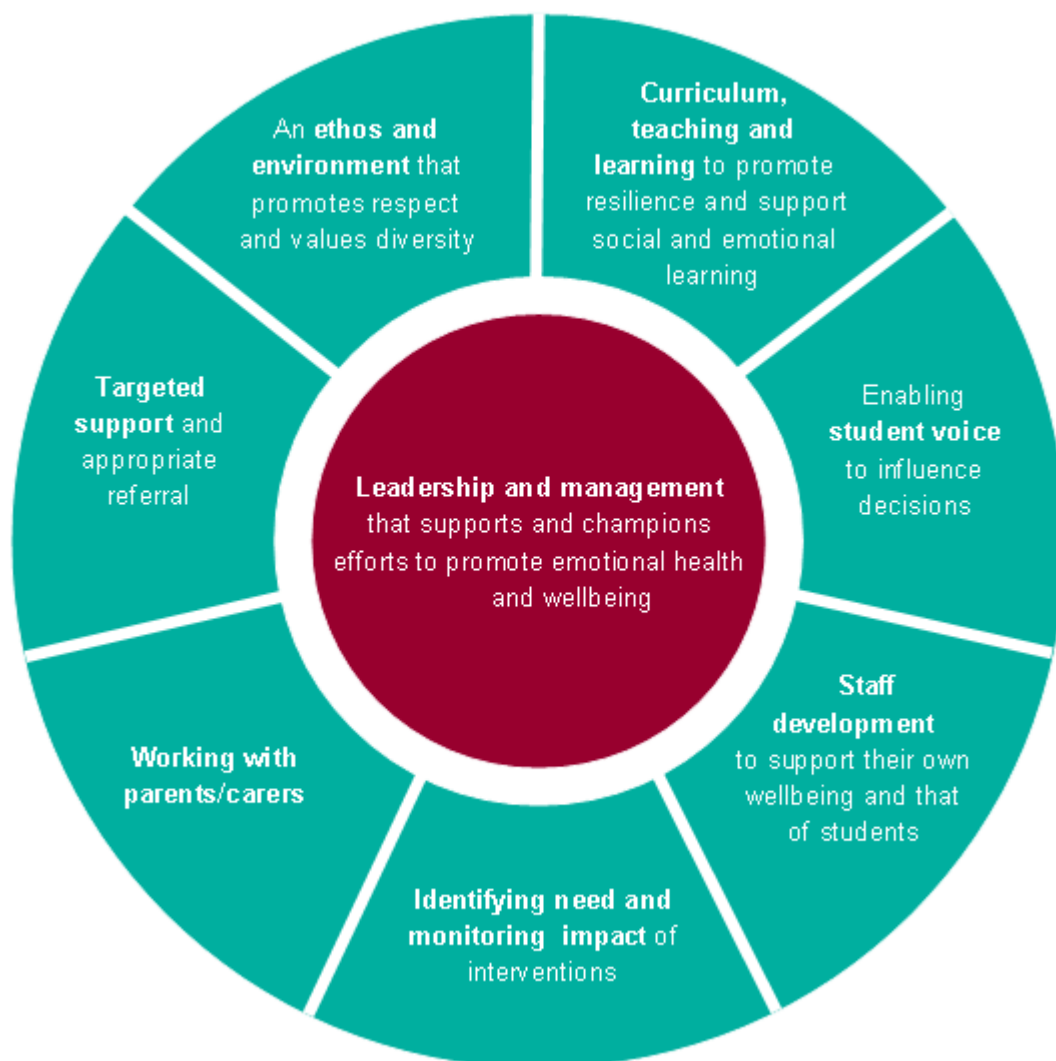 An ethos and
environment that
promotes respect
and values diversity
Curriculum,
teaching and
learning to promote
resilience and support
social and emotional
learning
Enabling
student voice
to influence
decisions
Staff
development
to support their own
wellbeing and that
of students
Identifying need and
monitoring impact of
interventions
Working with
parents/carers
Targeted
support and
appropriate
referral
Leadership and management
that supports and champions
efforts to promote emotional health
and wellbeing